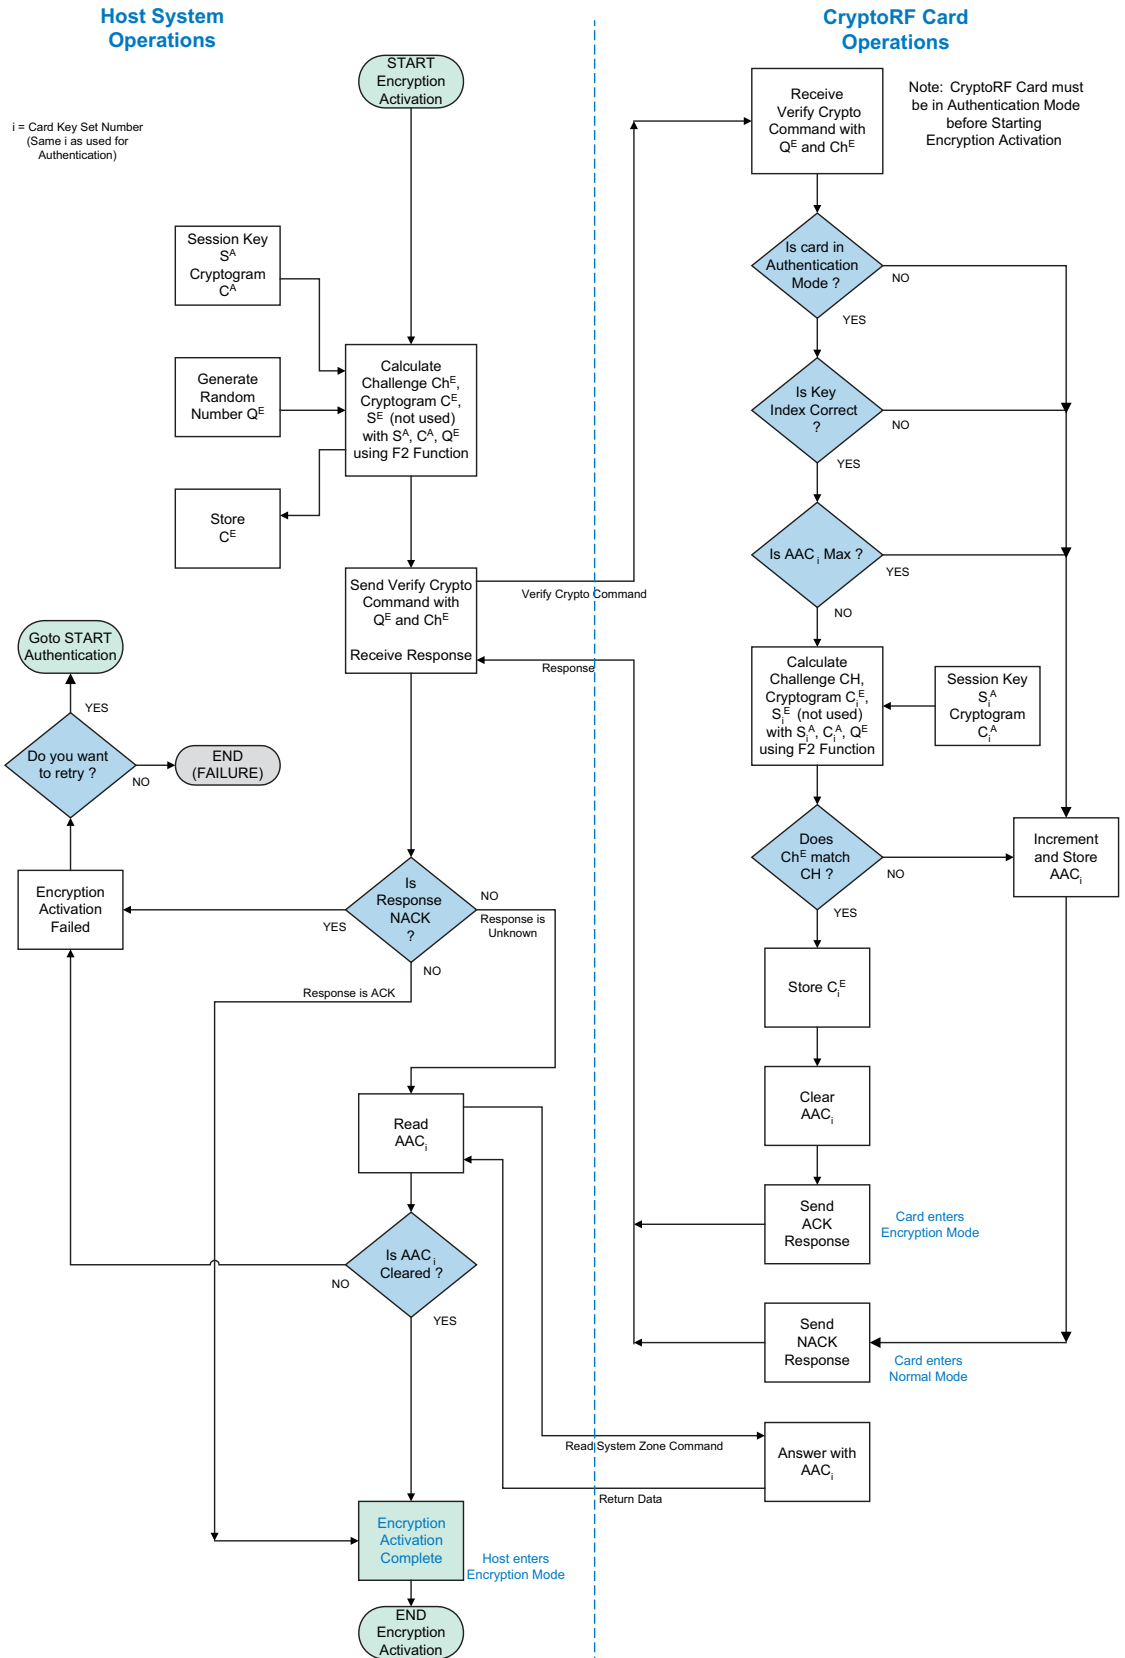 Host System
Operations
CryptoRF Card
Operations
START
Encryption
Activation
i = Card Key Set Number
(Same i as used for
Authentication)
Receive
Verify Crypto
Command with
Q^E and Ch^E
Note: CryptoRF Card must
be in Authentication Mode
before Starting
Encryption Activation
Session Key
S^A
Cryptogram
C^A
Is card in
Authentication
Mode ?
NO
YES
Generate
Random
Number Q^E
Calculate
Challenge Ch^E,
Cryptogram C^E,
S^E (not used)
with S^A, C^A, Q^E
using F2 Function
Is Key
Index Correct
?
NO
YES
Store
C^E
Is AAC_i Max ?
YES
NO
Send Verify Crypto
Command with
Q^E and Ch^E
Receive Response
Verify Crypto Command
Response
Goto START
Authentication
YES
Do you want
to retry ?
NO
END
(FAILURE)
Calculate
Challenge CH,
Cryptogram C_i^E,
S_i^E (not used)
with S_i^A, C_i^A, Q^E
using F2 Function
Session Key
S_i^A
Cryptogram
C_i^A
Does
Ch^E match
CH ?
NO
YES
Increment
and Store
AAC_i
Encryption
Activation
Failed
Is
Response
NACK
?
YES
NO
Response is
Unknown
NO
Response is ACK
Store C_i^E
Clear
AAC_i
Read
AAC_i
Send
ACK
Response
Card enters
Encryption Mode
Is AAC_i
Cleared ?
NO
YES
Send
NACK
Response
Card enters
Normal Mode
Read System Zone Command
Answer with
AAC_i
Return Data
Encryption
Activation
Complete
Host enters
Encryption Mode
END
Encryption
Activation